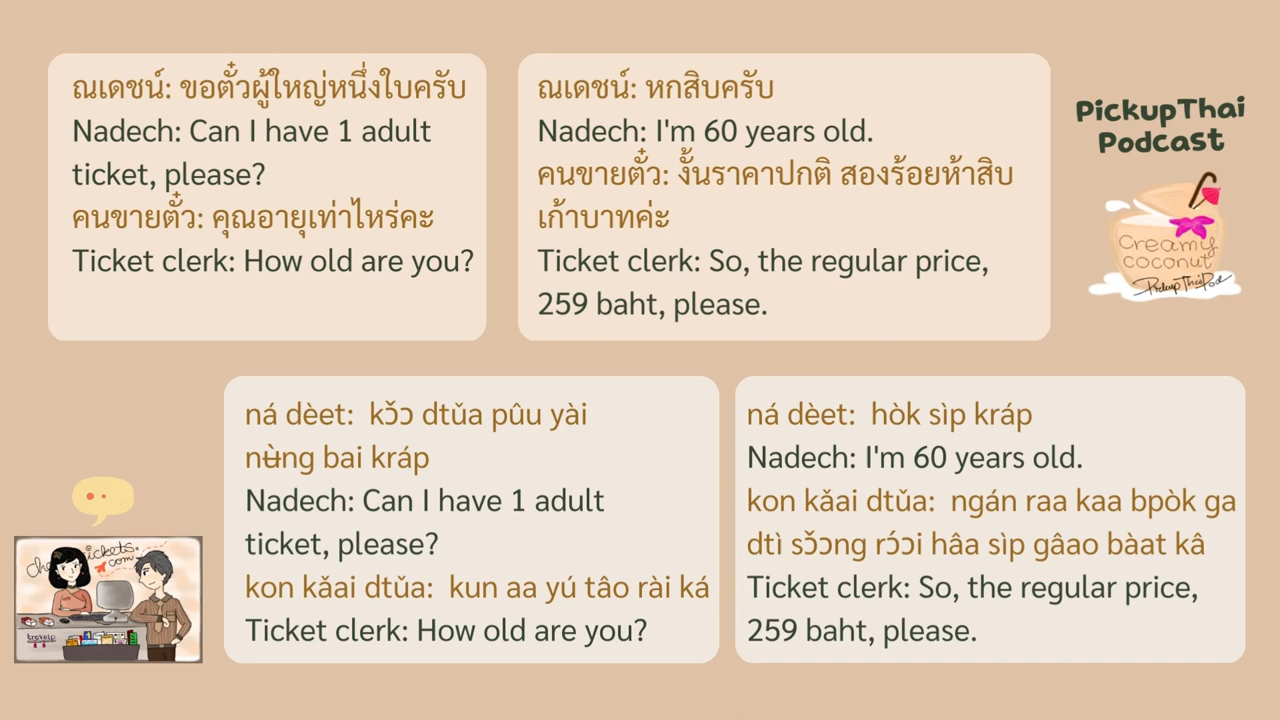 ณเดชน์: ขอตั๋วผู้ใหญ่หนึ่งใบครับ
Nadech: Can I have 1 adult
ticket, please?
คนขายตั๋ว: คุณอายุเท่าไหร่คะ
Ticket clerk: How old are you?
ณเดชน์: หกสิบครับ
Nadech: I'm 60 years old.
คนขายตั๋ว: งั้นราคาปกติ สองร้อยห้าสิบ
เก้าบาทค่ะ
Ticket clerk: So, the regular price,
259 baht, please.
PickupThai
Podcast
Creamy
coconut
PickupThaiPod
ná dèet:  kɔ̌ɔ dtǔa pûu yài
nʉ̀ng bai kráp
Nadech: Can I have 1 adult
ticket, please?
kon kǎai dtǔa:  kun aa yú tâo rài ká
Ticket clerk: How old are you?
ná dèet:  hòk sìp kráp
Nadech: I'm 60 years old.
kon kǎai dtǔa:  ngán raa kaa bpòk ga
dtì sɔ̌ɔng rɔ́ɔi hâa sìp gâao bàat kâ
Ticket clerk: So, the regular price,
259 baht, please.